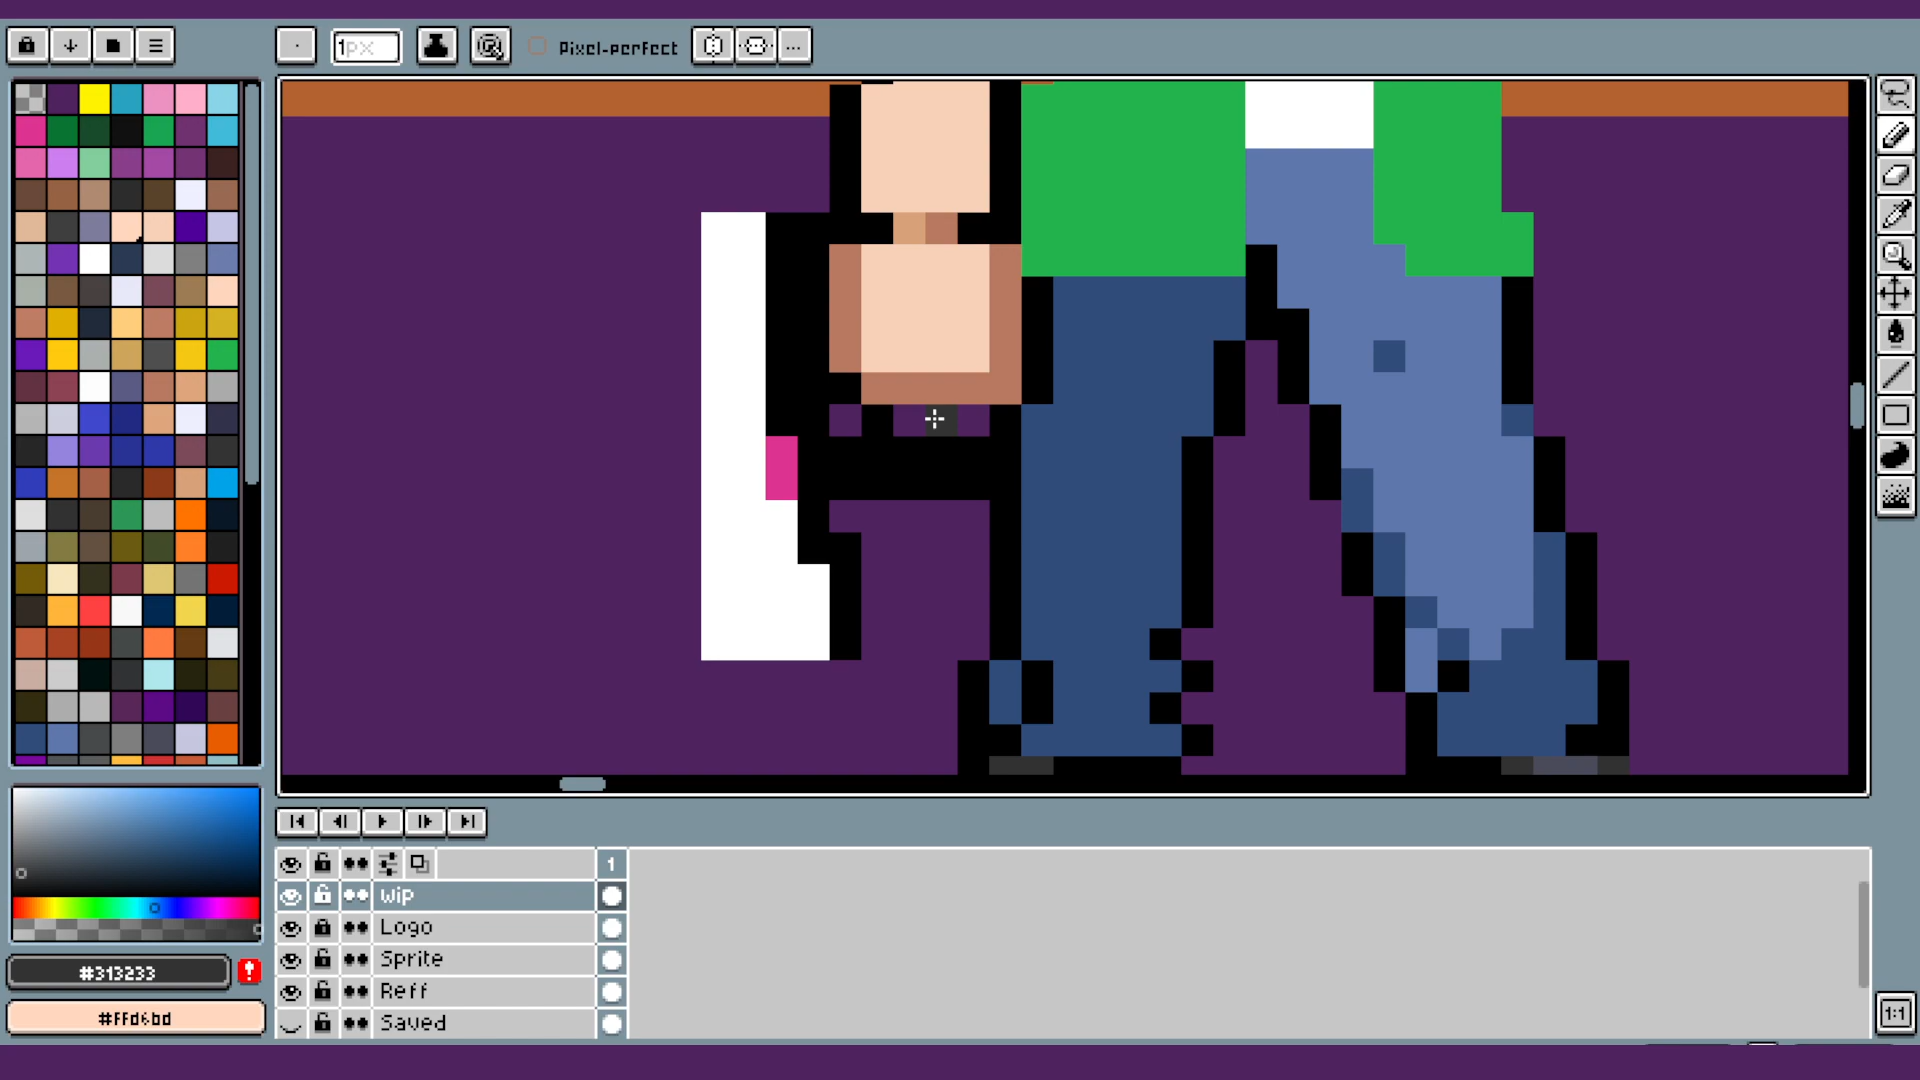 1px
Pixel-perfect
...
1
wip
Logo
Sprite
Reff
Saved
#313233
!
#ffd6bd
1:1